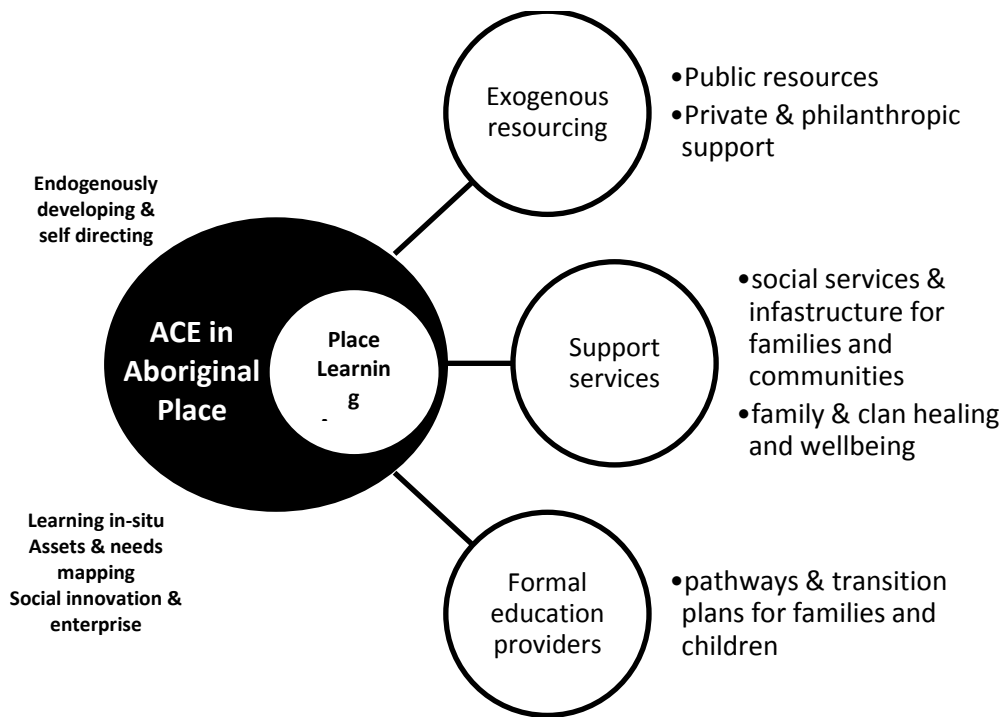 Endogenously
developing &
self directing
ACE in
Aboriginal
Place
Place
Learnin
g
-
Learning in-situ
Assets & needs
mapping
Social innovation &
enterprise
Exogenous
resourcing
•Public resources
•Private & philanthropic
support
Support
services
•social services &
infastructure for
families and
communities
•family & clan healing
and wellbeing
Formal
education
providers
•pathways & transition
plans for families and
children